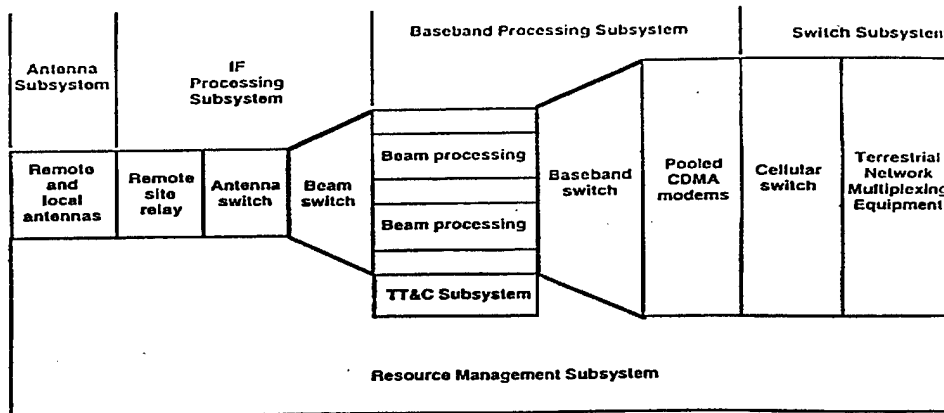 Baseband Processing Subsystem
Switch Subsystem
Antenna
Subsystem
IF
Processing
Subsystem
Remote
and
local
antennas
Remote
site
relay
Antenna
switch
Beam
switch
Beam processing
Beam processing
TT&C Subsystem
Baseband
switch
Pooled
CDMA
modems
Cellular
switch
Terrestrial
Network
Multiplexing
Equipment
Resource Management Subsystem